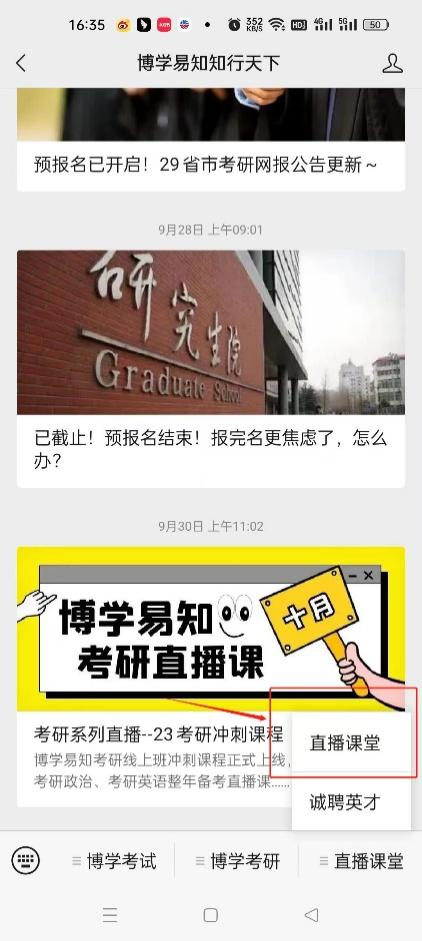 16:35
352
KB/S
HD
4G
5G
50
博学易知知行天下
预报名已开启！29省市考研网报公告更新～
9月28日 上午09:01
研究生院
Graduate School
已截止！预报名结束！报完名更焦虑了，怎么
办？
9月30日 上午11:02
博学易知
考研直播课
十月
考研系列直播--23考研冲刺课程
博学易知考研线上班冲刺课程正式上线，
考研政治、考研英语整年备考直播课......
直播课堂
诚聘英才
博学考试
博学考研
直播课堂